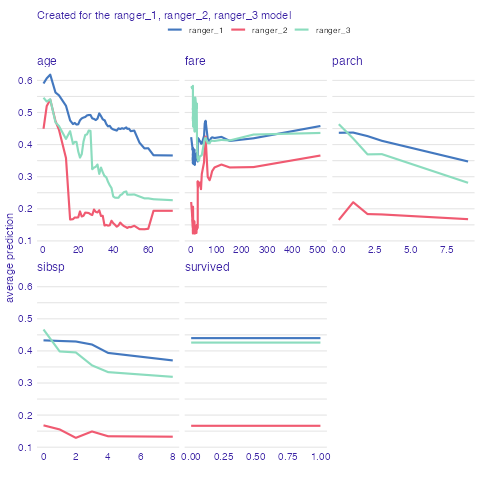 Created for the ranger_1, ranger_2, ranger_3 model
ranger_1 ranger_2 ranger_3
age fare parch
0.6
0.5
0.4
0.3
0.2
0.1
0 20 40 60
0 100 200 300 400 500
0.0 2.5 5.0 7.5
average prediction
sibsp survived
0.6
0.5
0.4
0.3
0.2
0.1
0 2 4 6 8
0.00 0.25 0.50 0.75 1.00